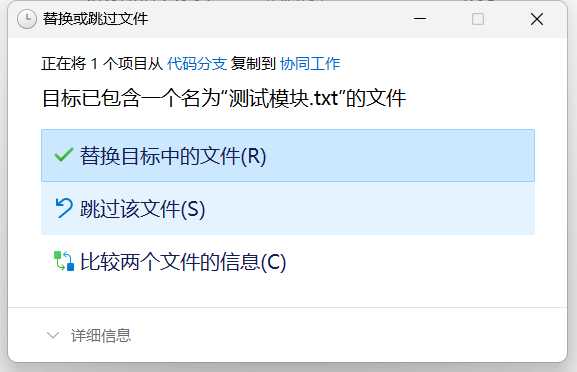 替换或跳过文件
正在将 1 个项目从 代码分支 复制到 协同工作
目标已包含一个名为“测试模块.txt”的文件
替换目标中的文件(R)
跳过该文件(S)
比较两个文件的信息(C)
详细信息